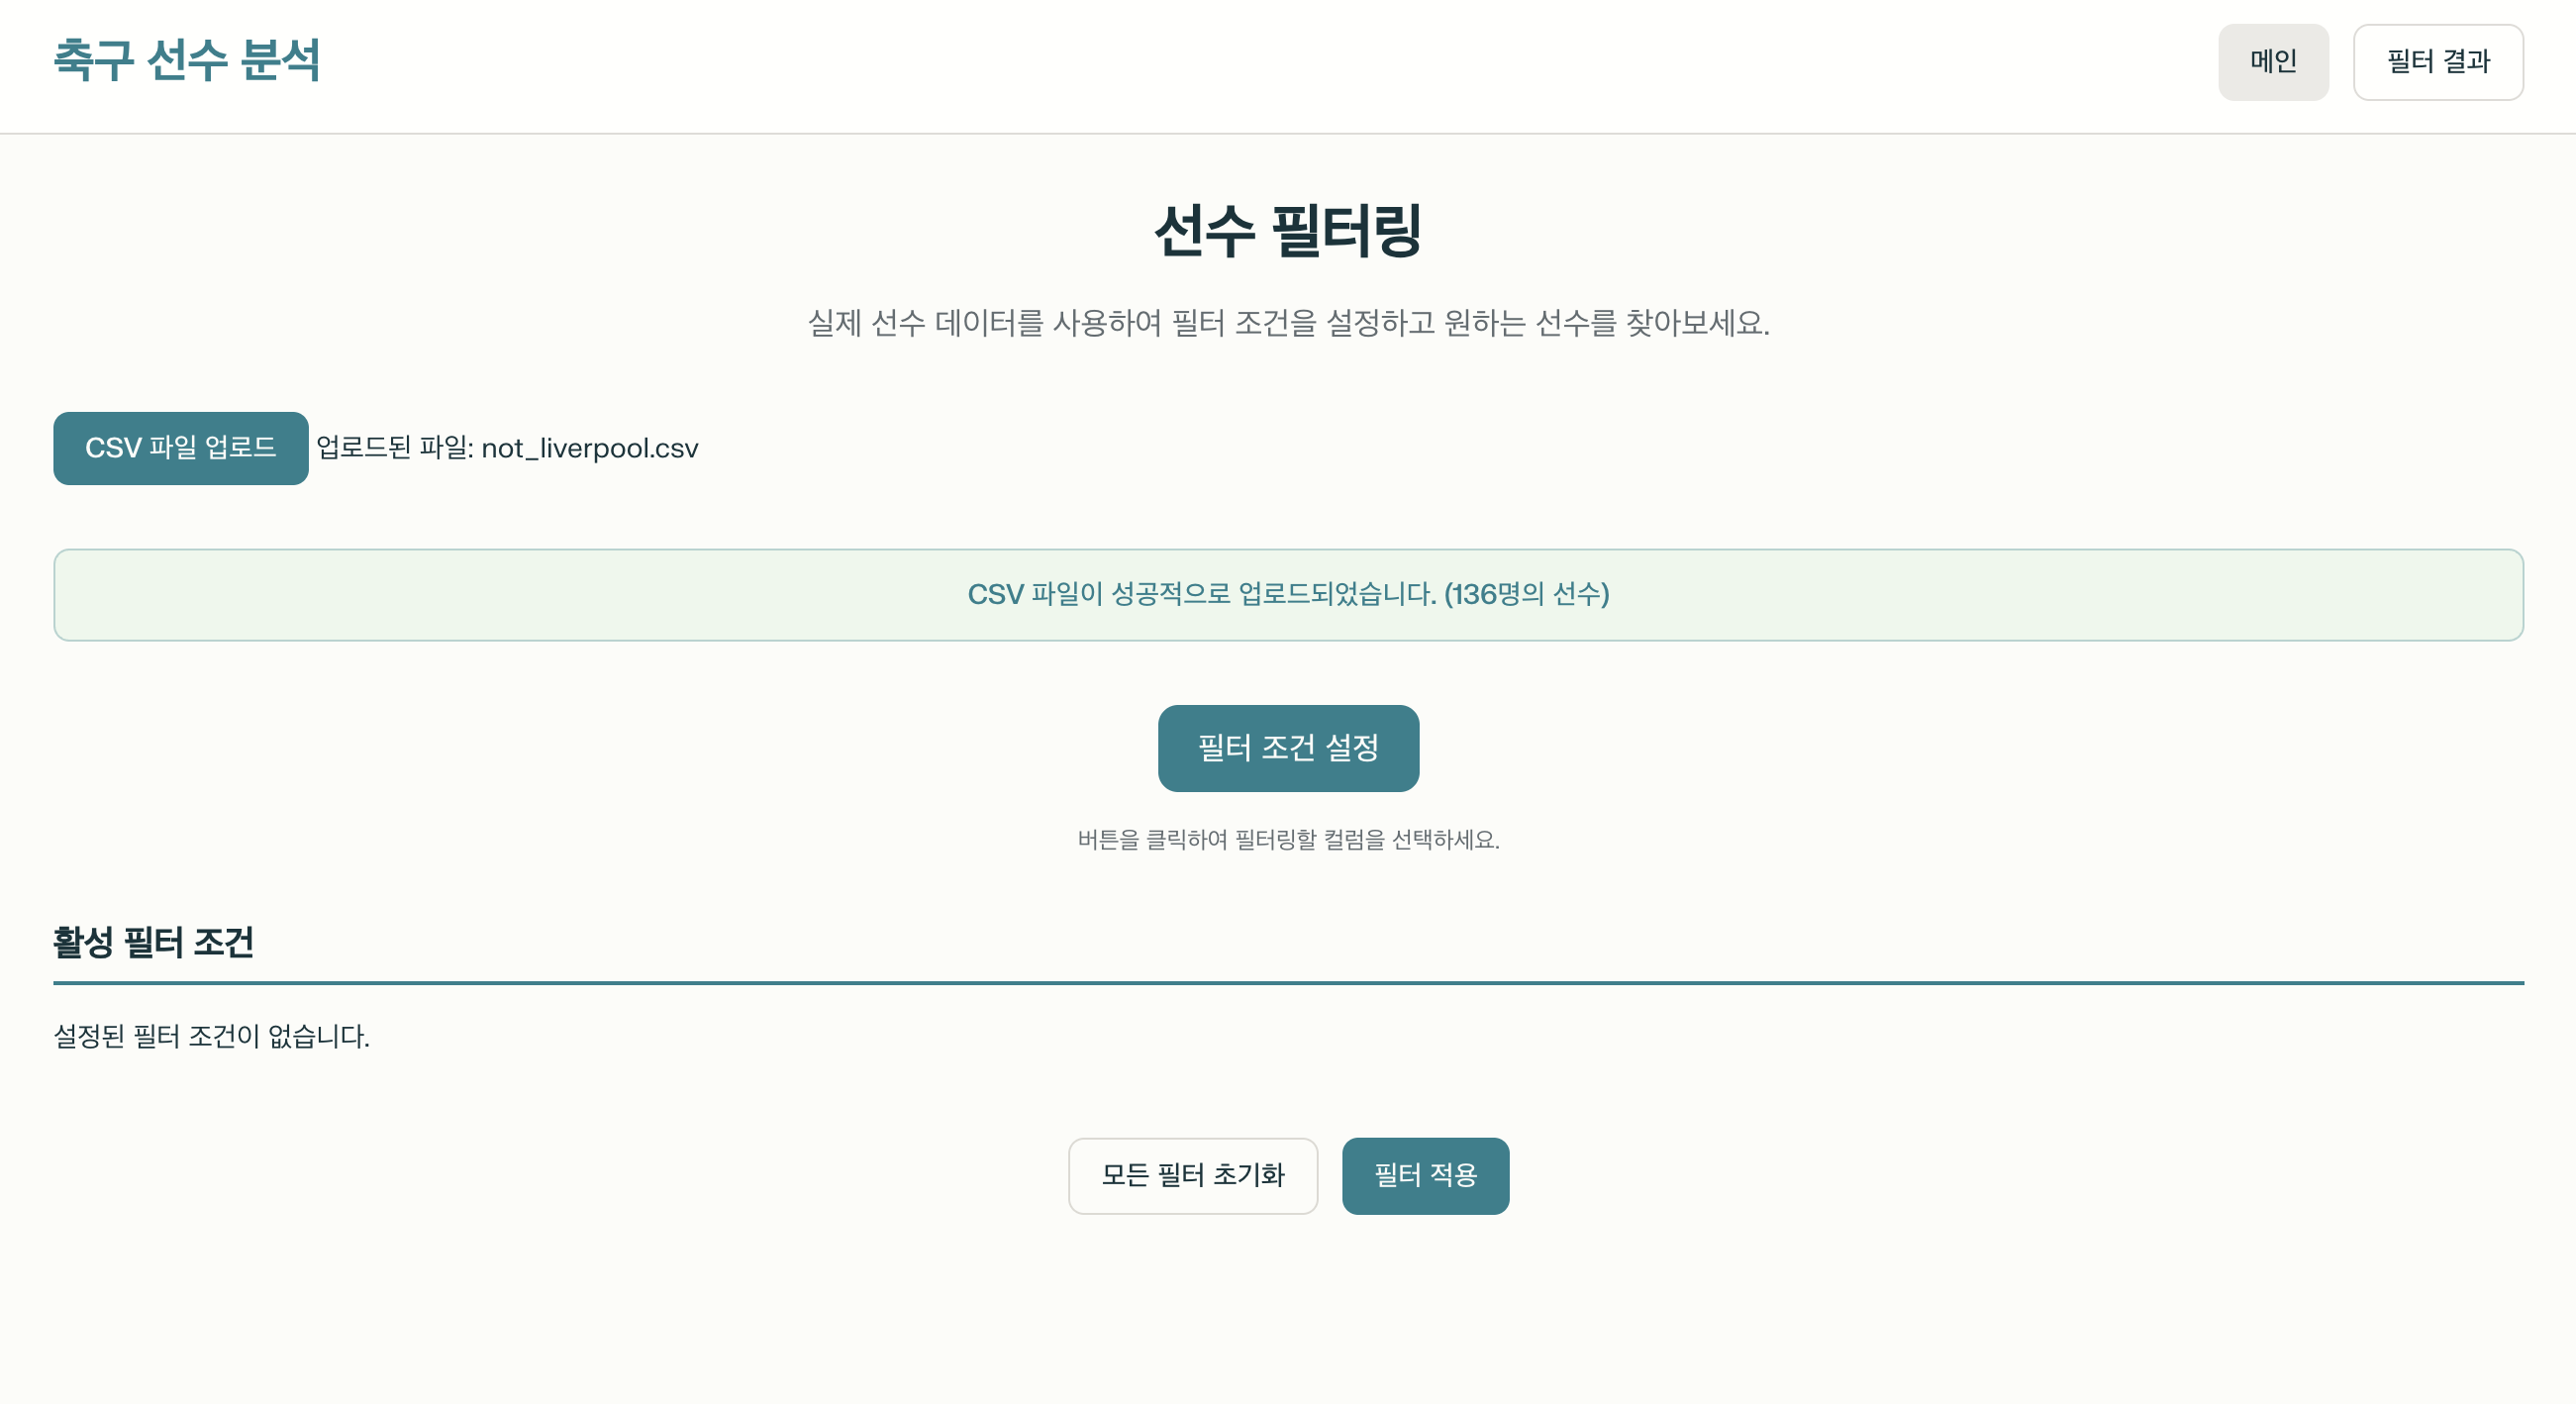 축구 선수 분석
메인
필터 결과
선수 필터링
실제 선수 데이터를 사용하여 필터 조건을 설정하고 원하는 선수를 찾아보세요.
CSV 파일 업로드 업로드된 파일: not_liverpool.csv
CSV 파일이 성공적으로 업로드되었습니다. (136명의 선수)
필터 조건 설정
버튼을 클릭하여 필터링할 컬럼을 선택하세요.
활성 필터 조건
설정된 필터 조건이 없습니다.
모든 필터 초기화
필터 적용